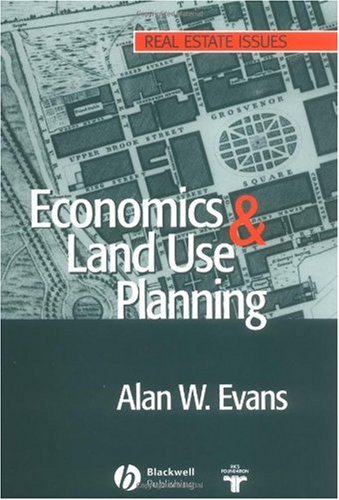 REAL ESTATE ISSUES
GROSVENOR
UPPER BROOK STREET
SQUARE
Economics &
Land Use
Planning
Alan W. Evans
Blackwell
Publishing
RICS
FOUNDATION